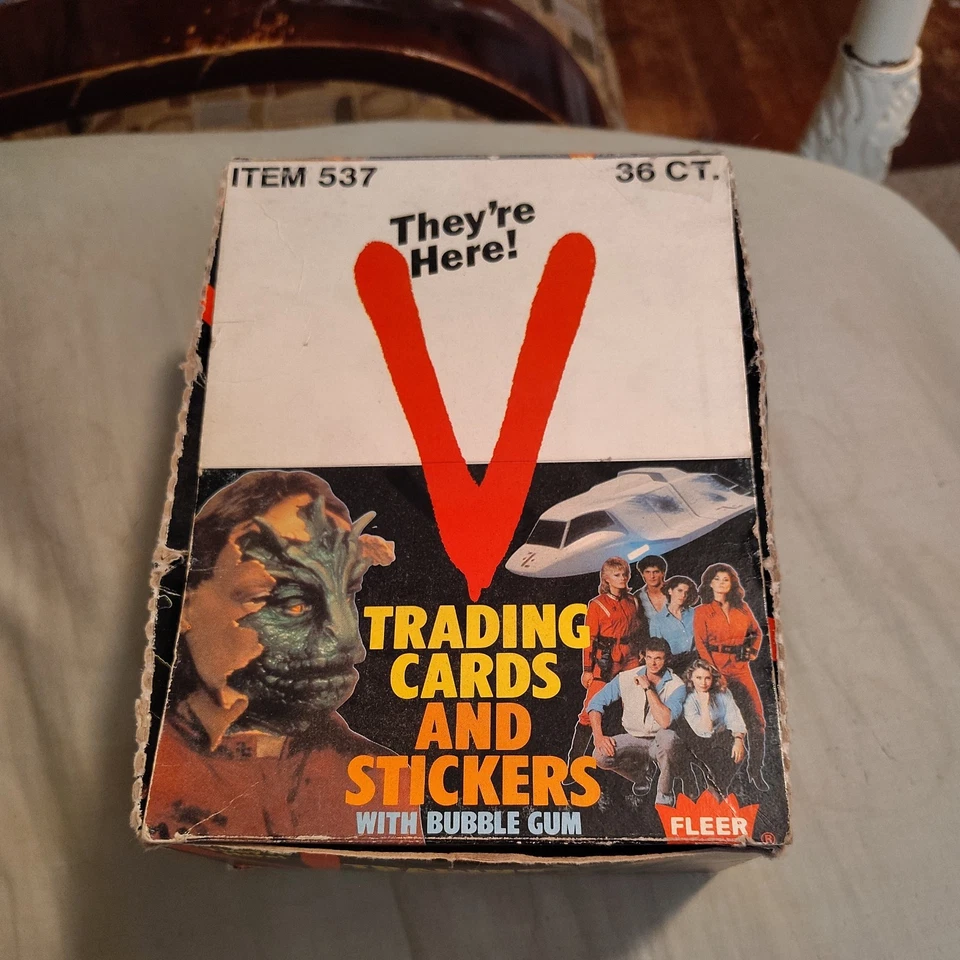 ITEM 537
36 CT.
They're
Here!
V
TRADING
CARDS
AND
STICKERS
WITH BUBBLE GUM
FLEER
®